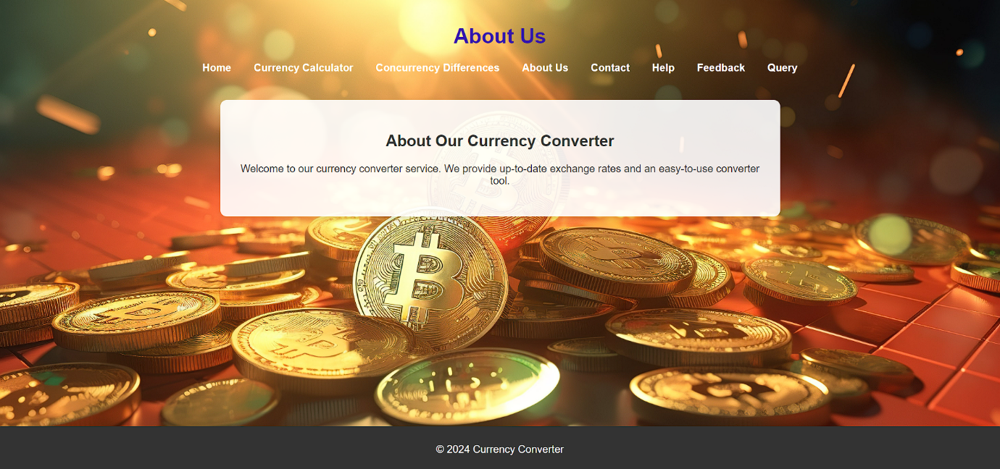 About Us
Home Currency Calculator Concurrency Differences About Us Contact Help Feedback Query
About Our Currency Converter
Welcome to our currency converter service. We provide up-to-date exchange rates and an easy-to-use converter
tool.
© 2024 Currency Converter